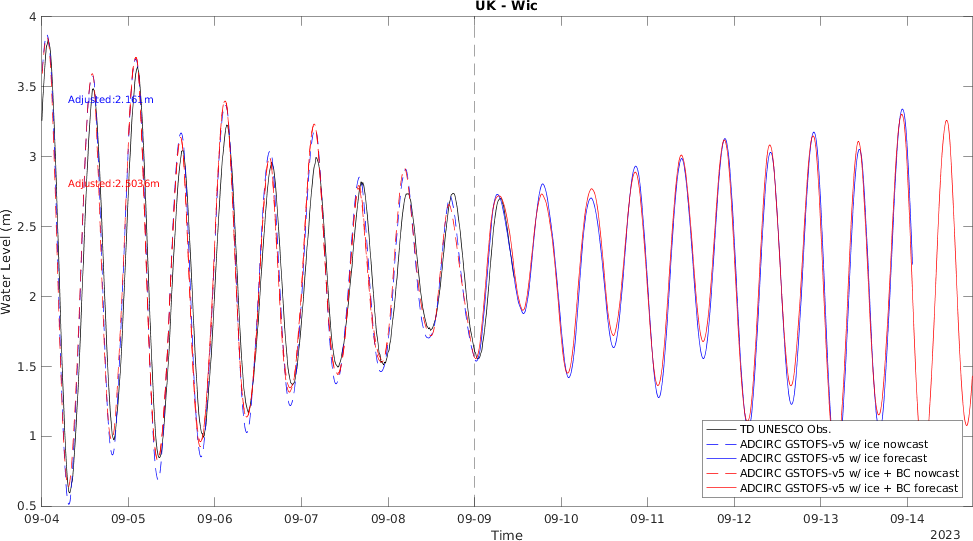 UK - Wic
4
3.5
3
2.5
2
1.5
1
0.5
Water Level (m)
Adjusted:2.161m
Adjusted:2.5036m
TD UNESCO Obs.
ADCIRC GSTOFS-v5 w/ ice nowcast
ADCIRC GSTOFS-v5 w/ ice forecast
ADCIRC GSTOFS-v5 w/ ice + BC nowcast
ADCIRC GSTOFS-v5 w/ ice + BC forecast
09-04 09-05 09-06 09-07 09-08 09-09 09-10 09-11 09-12 09-13 09-14
Time
2023